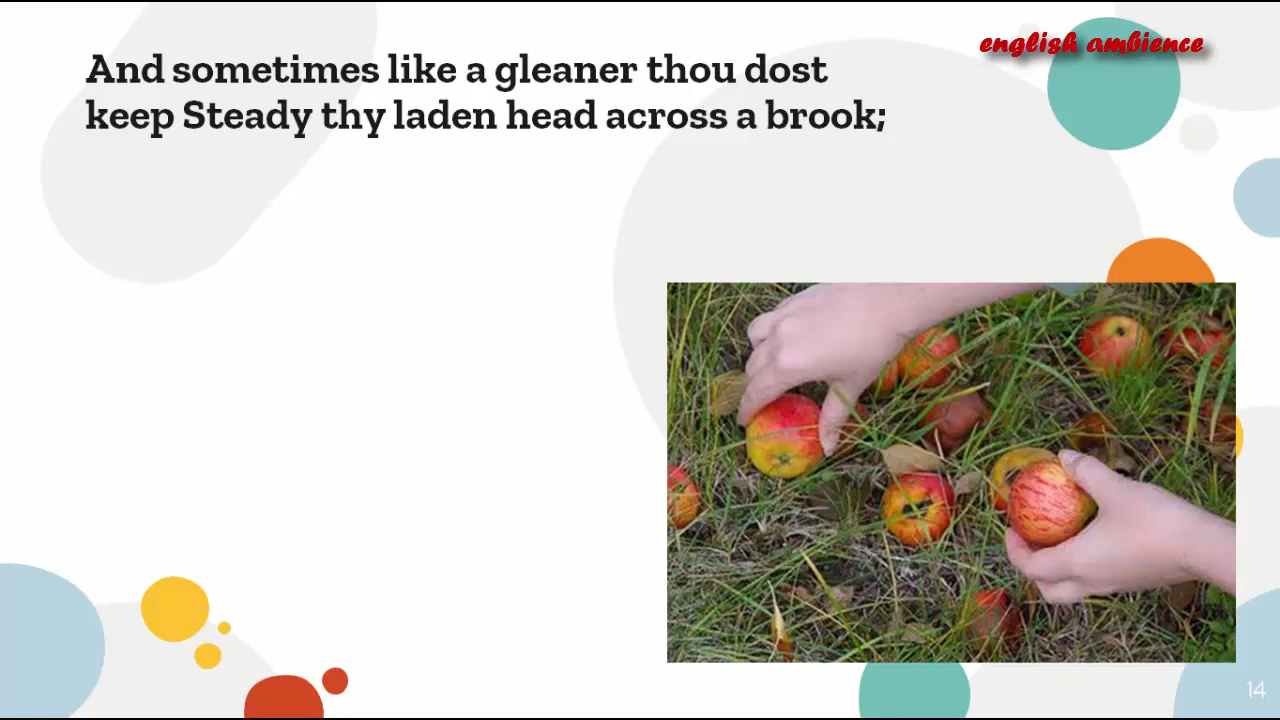 english ambience
And sometimes like a gleaner thou dost
keep Steady thy laden head across a brook;
14